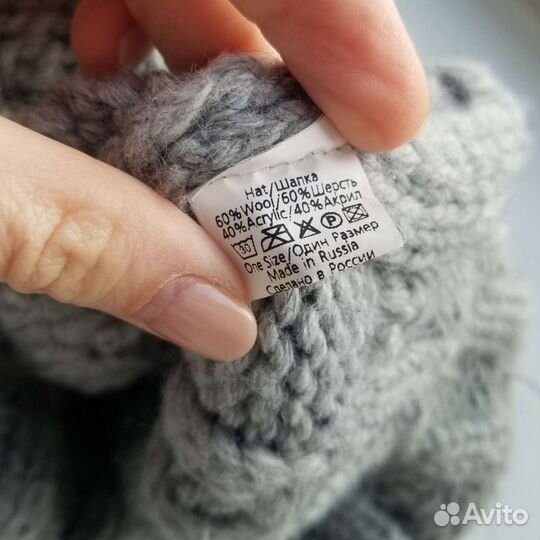 Hat/Шапка
60%Wool/60%Шерсть
40%Acrylic/40%Акрил
30
One Size/Один Размер
Made in Russia
Сделано в России
Avito